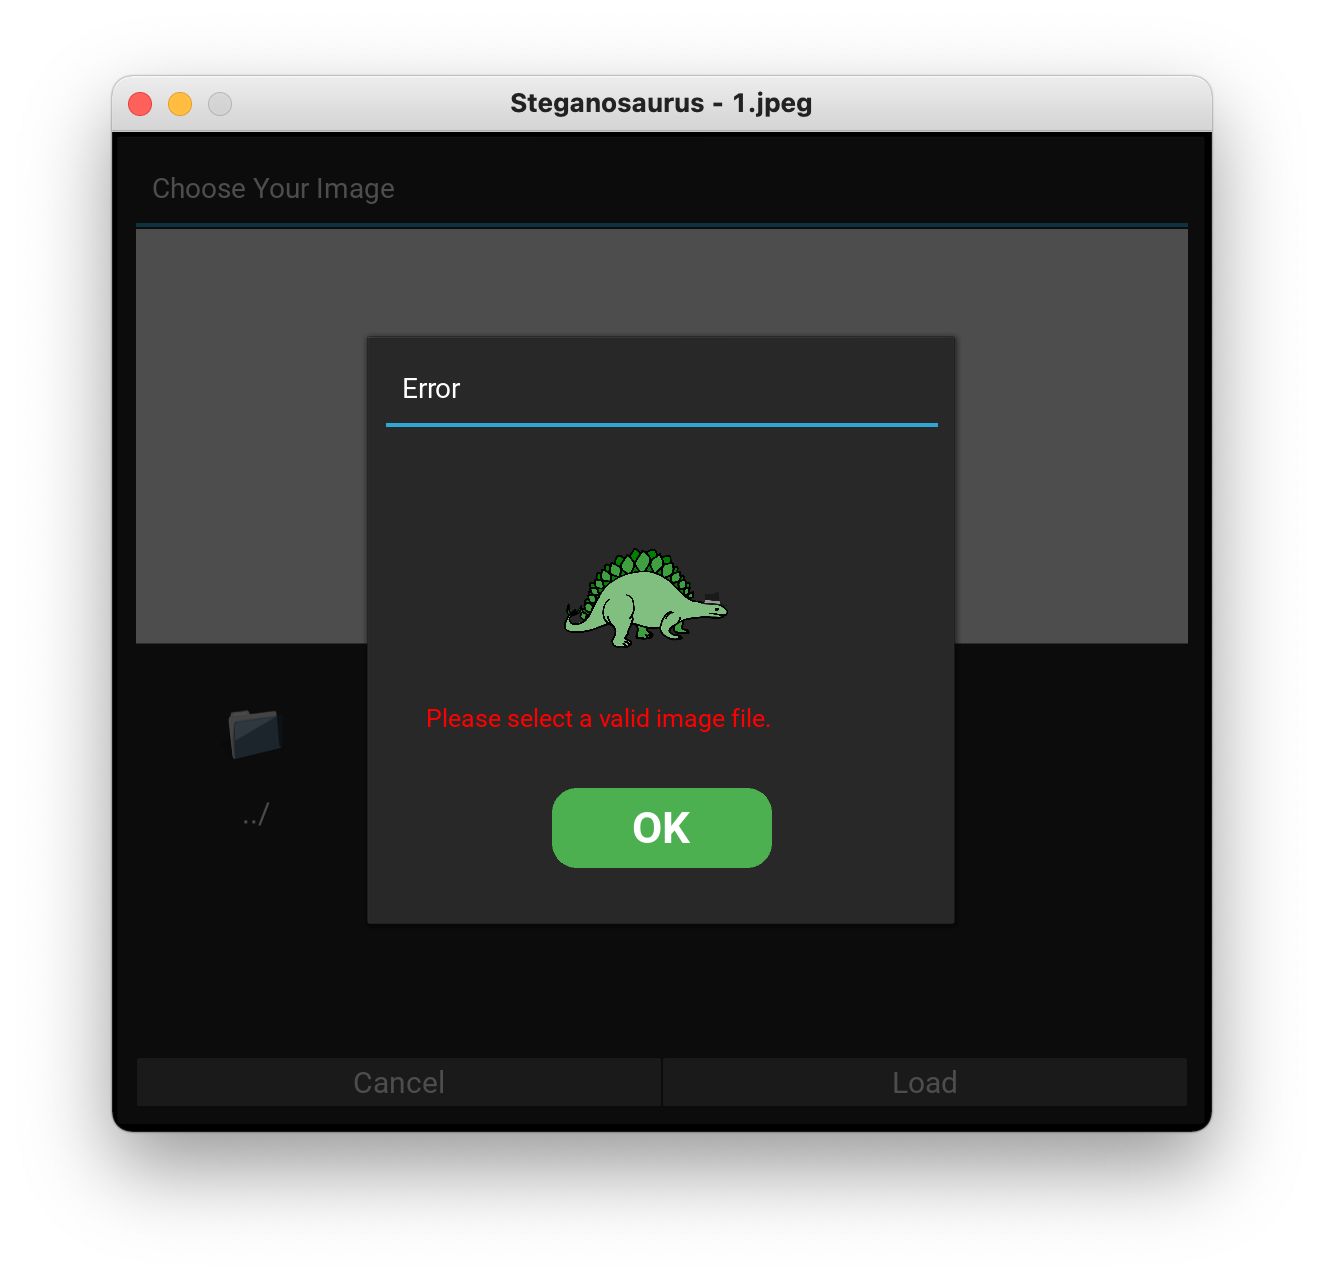 Steganosaurus - 1.jpeg
Choose Your Image
Error
Please select a valid image file.
OK
../
Cancel
Load